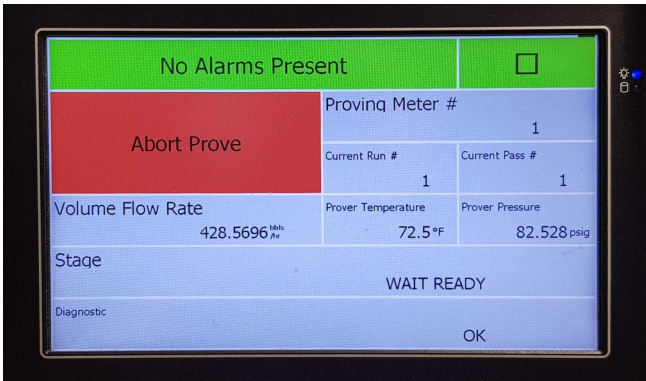 No Alarms Present
Abort Prove
Proving Meter #
1
Current Run #
1
Current Pass #
1
Volume Flow Rate
428.5696 bbls/hr
Prover Temperature
72.5 °F
Prover Pressure
82.528 psig
Stage
WAIT READY
Diagnostic
OK